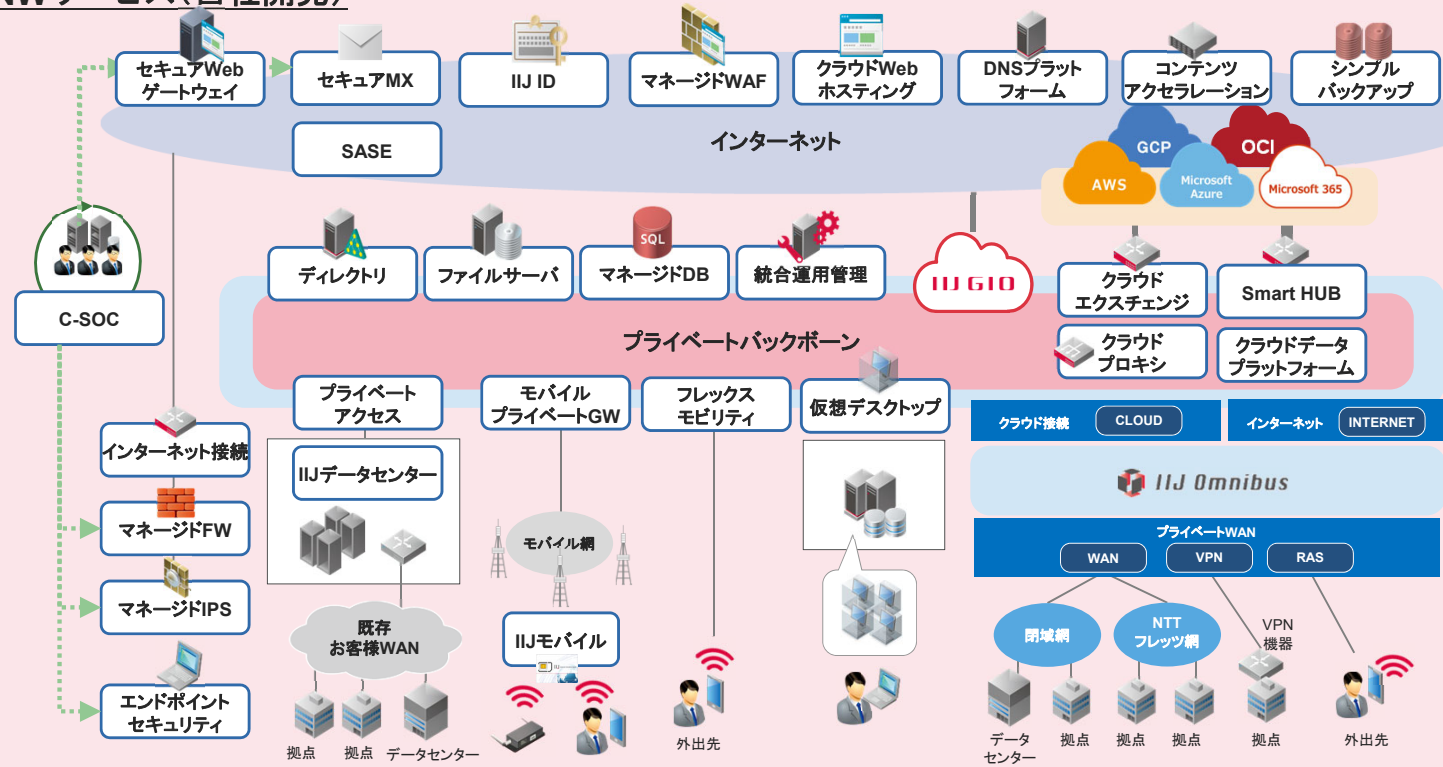 NWサービス(自社開発)
セキュアWeb
ゲートウェイ
セキュアMX
IIJ ID
マネージドWAF
クラウドWeb
ホスティング
DNSプラット
フォーム
コンテンツ
アクセラレーション
シンプル
バックアップ
SASE
インターネット
GCP
OCI
AWS
Microsoft
Azure
Microsoft 365
C-SOC
ディレクトリ
ファイルサーバ
SQL
マネージドDB
統合運用管理
IIJ GIO
クラウド
エクスチェンジ
Smart HUB
プライベートバックボーン
クラウド
プロキシ
クラウドデータ
プラットフォーム
プライベート
アクセス
モバイル
プライベートGW
フレックス
モビリティ
仮想デスクトップ
クラウド接続
CLOUD
インターネット
INTERNET
インターネット接続
IIJデータセンター
IIJ Omnibus
マネージドFW
モバイル網
プライベートWAN
WAN
VPN
RAS
マネージドIPS
既存
お客様WAN
IIJモバイル
閉域網
NTT
フレッツ網
VPN
機器
エンドポイント
セキュリティ
拠点
拠点
データセンター
外出先
データ
センター
拠点
拠点
拠点
拠点
外出先